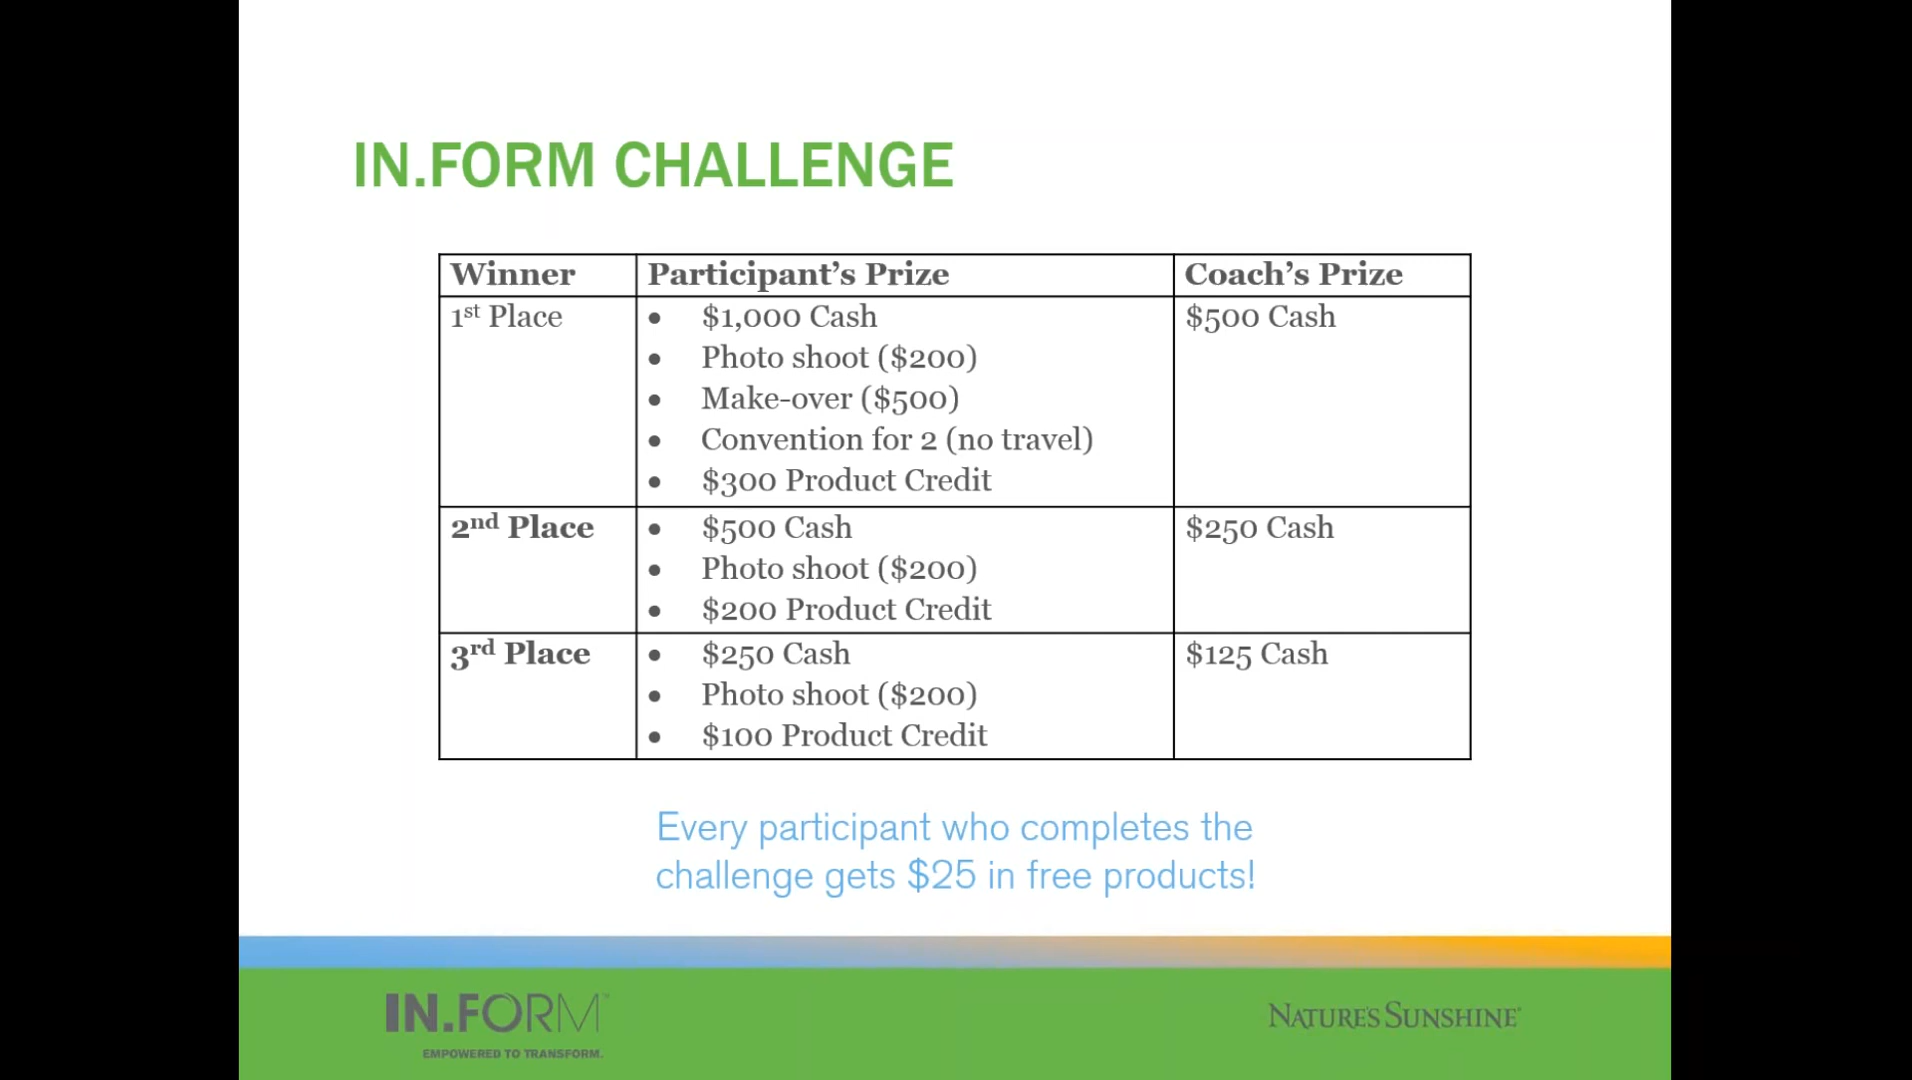 IN.FORM CHALLENGE
Winner Participant's Prize Coach's Prize
1st Place • $1,000 Cash $500 Cash
• Photo shoot ($200)
• Make-over ($500)
• Convention for 2 (no travel)
• $300 Product Credit
2nd Place • $500 Cash $250 Cash
• Photo shoot ($200)
• $200 Product Credit
3rd Place • $250 Cash $125 Cash
• Photo shoot ($200)
• $100 Product Credit
Every participant who completes the
challenge gets $25 in free products!
IN.FORM™ NATURE'S SUNSHINE®
EMPOWERED TO TRANSFORM.